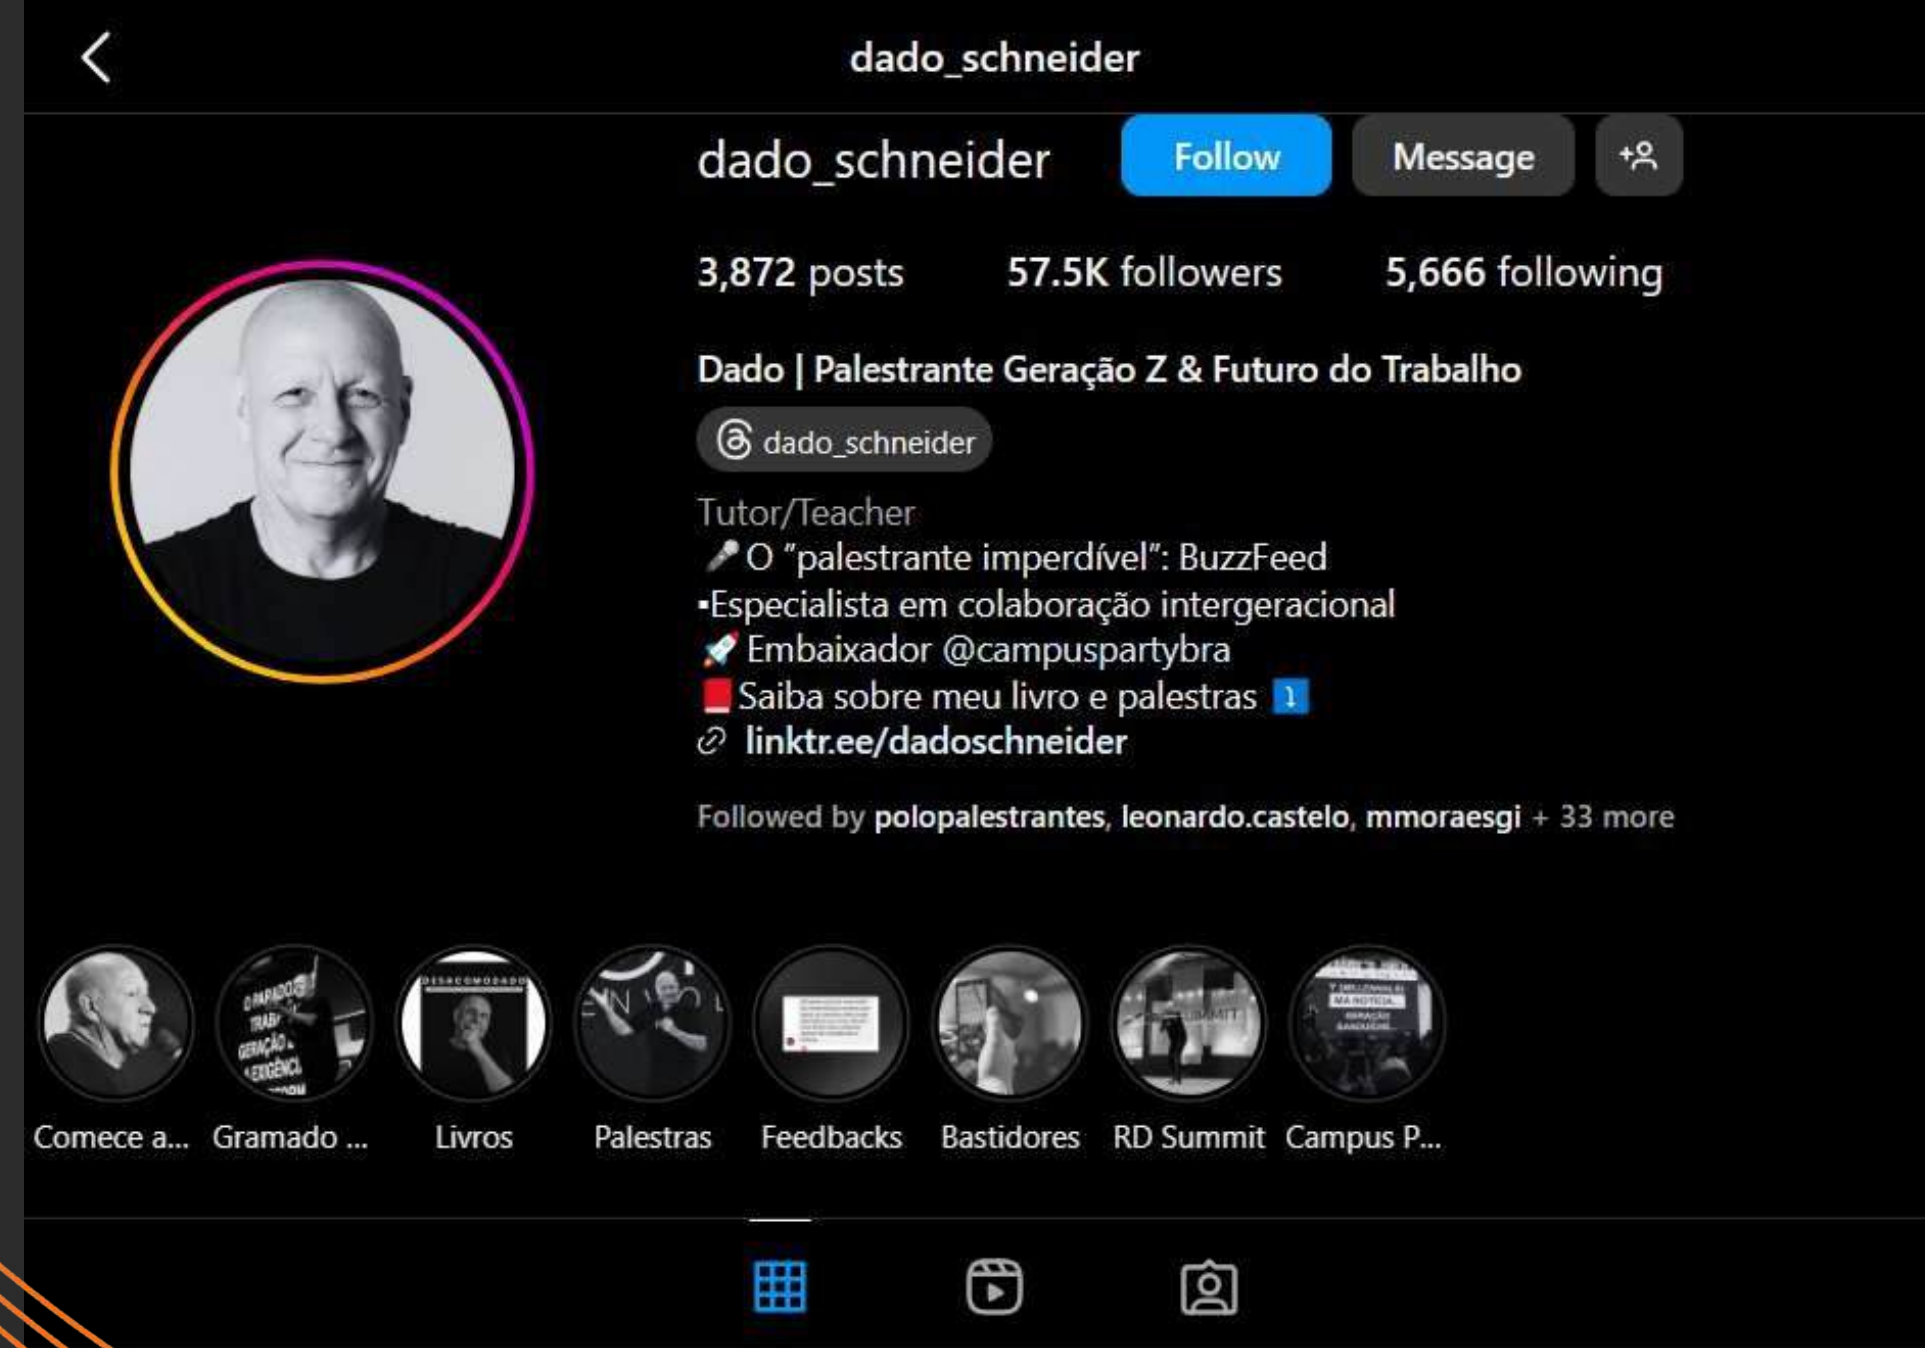 dado_schneider
dado_schneider Follow Message
3,872 posts 57.5K followers 5,666 following
Dado | Palestrante Geração Z & Futuro do Trabalho
dado_schneider
Tutor/Teacher
🎤O “palestrante imperdível”: BuzzFeed
▪Especialista em colaboração intergeracional
🚀Embaixador @campuspartybra
📕Saiba sobre meu livro e palestras ⤵
linktr.ee/dadoschneider
Followed by polopalestrantes, leonardo.castelo, mmoraesgi + 33 more
DESACOMODADO
Comece a... Gramado ... Livros Palestras Feedbacks Bastidores RD Summit Campus P...